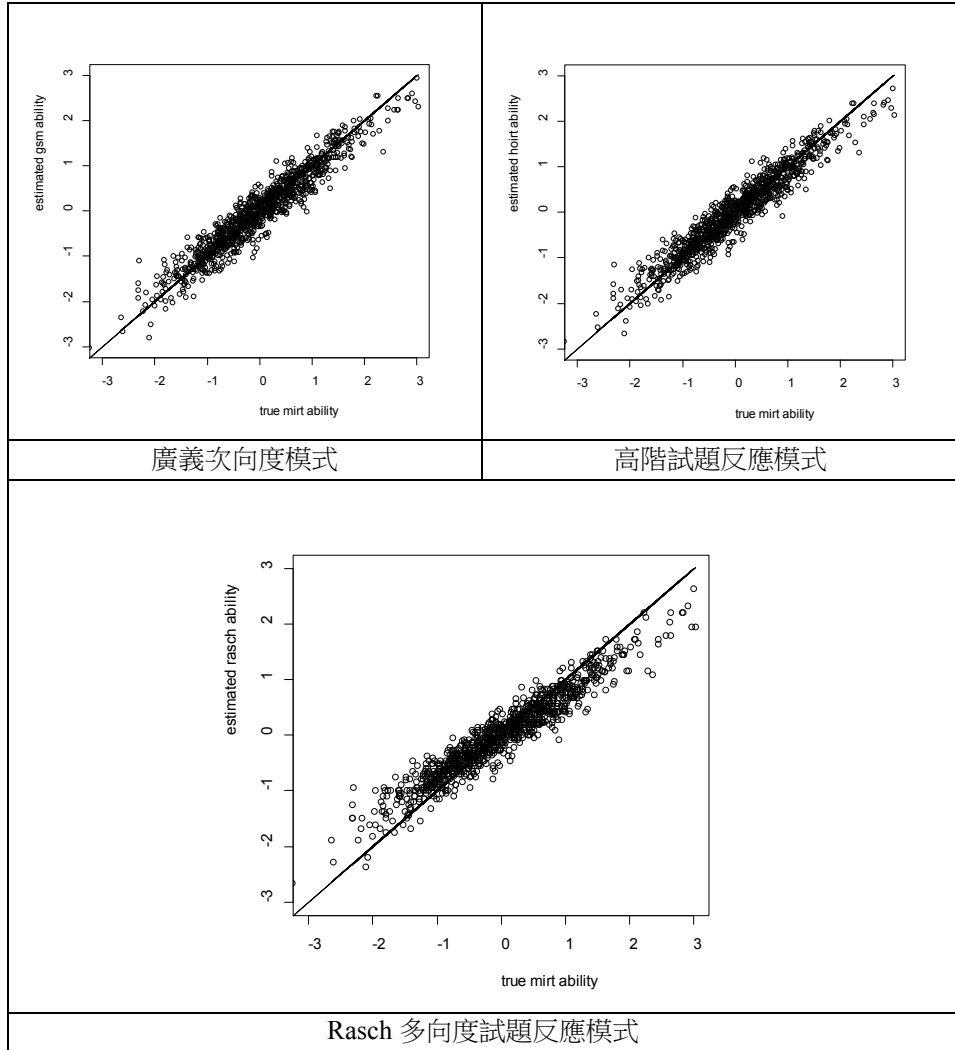 3
2
1
0
-1
-2
-3
estimated gsm ability
-3 -2 -1 0 1 2 3
true mirt ability
3
2
1
0
-1
-2
-3
estimated hoirt ability
-3 -2 -1 0 1 2 3
true mirt ability
廣義次向度模式
高階試題反應模式
3
2
1
0
-1
-2
-3
estimated rasch ability
-3 -2 -1 0 1 2 3
true mirt ability
Rasch 多向度試題反應模式